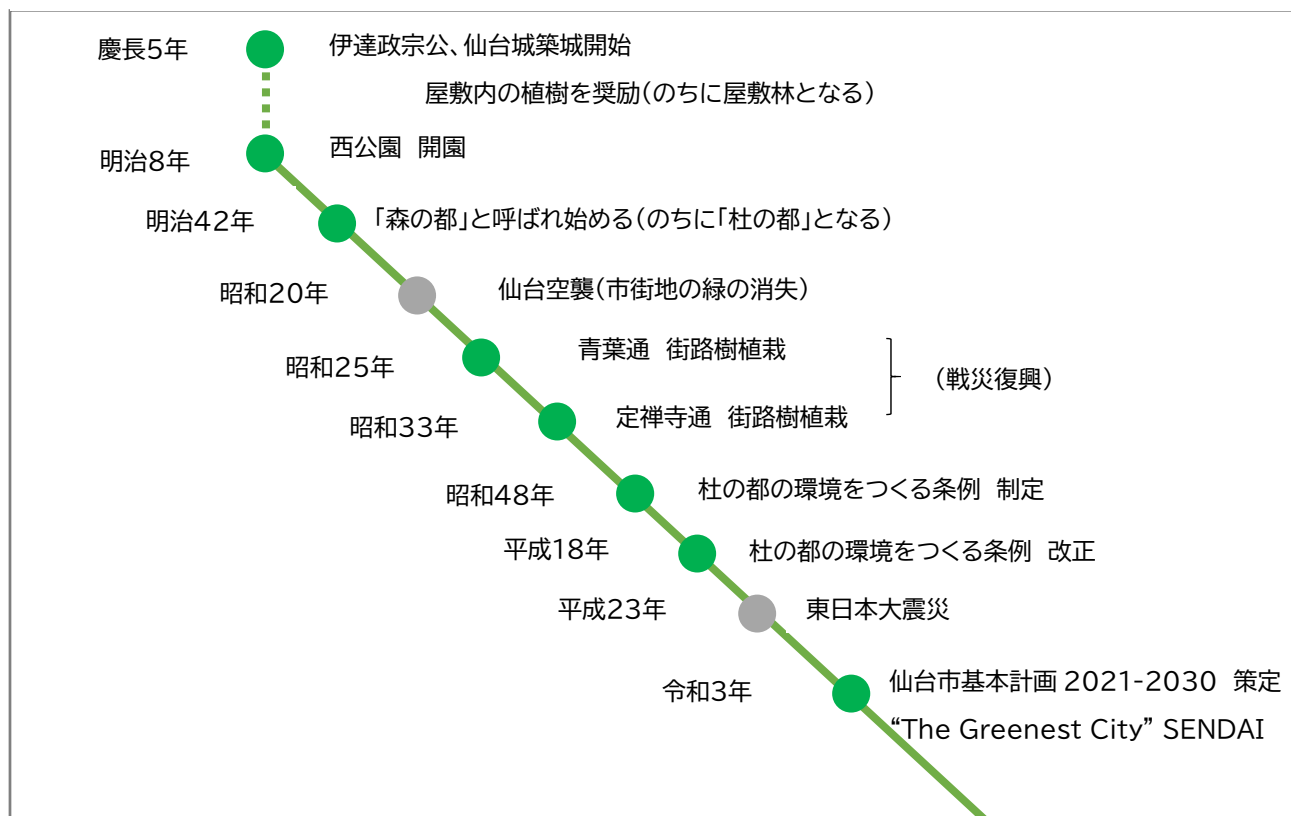 慶長5年 伊達政宗公、仙台城築城開始
屋敷内の植樹を奨励(のちに屋敷林となる)
明治8年 西公園 開園
明治42年 「森の都」と呼ばれ始める(のちに「杜の都」となる)
昭和20年 仙台空襲(市街地の緑の消失)
昭和25年 青葉通 街路樹植栽
(戦災復興)
昭和33年 定禅寺通 街路樹植栽
昭和48年 杜の都の環境をつくる条例 制定
平成18年 杜の都の環境をつくる条例 改正
平成23年 東日本大震災
令和3年 仙台市基本計画 2021-2030 策定
“The Greenest City” SENDAI